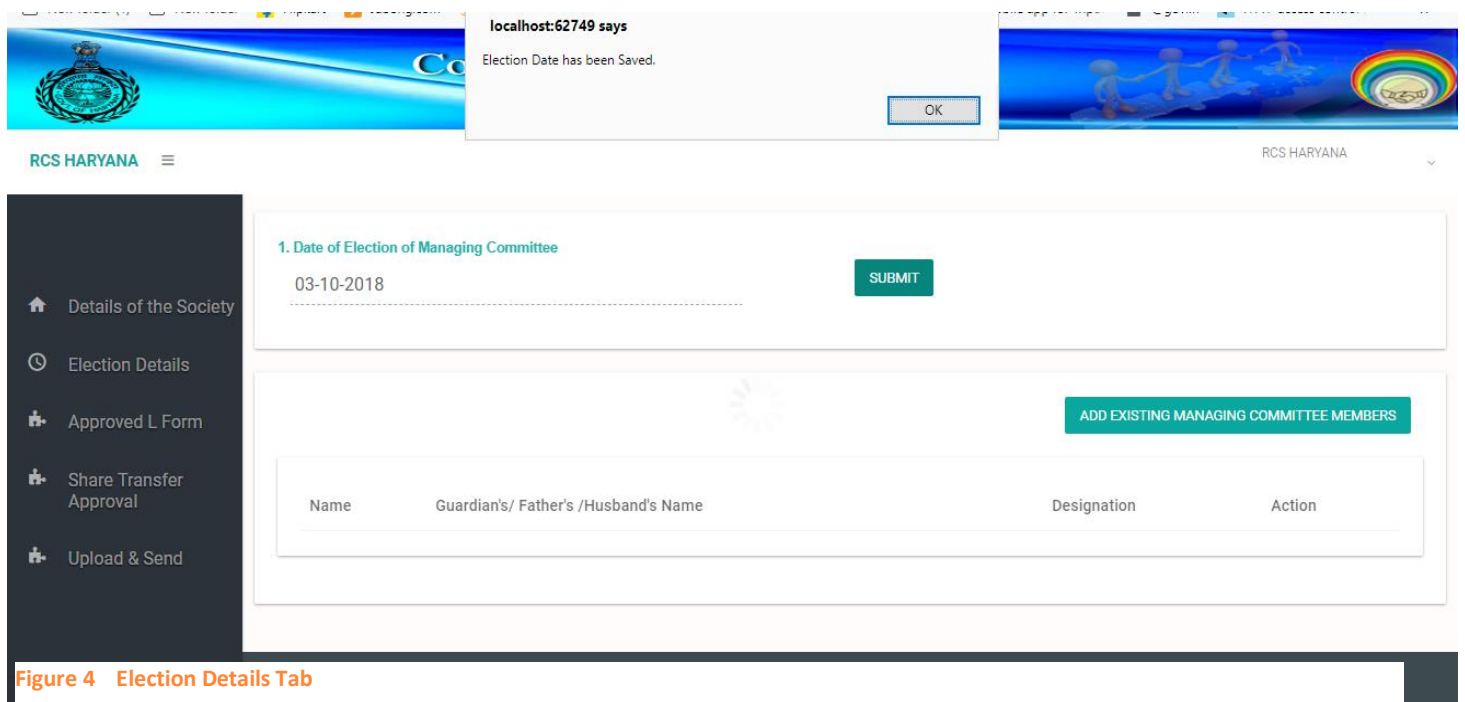 localhost:62749 says
Election Date has been Saved.
OK
Co
RCS HARYANA
RCS HARYANA
1. Date of Election of Managing Committee
03-10-2018
SUBMIT
Details of the Society
Election Details
Approved L Form
Share Transfer
Approval
Upload & Send
ADD EXISTING MANAGING COMMITTEE MEMBERS
Name Guardian's/ Father's /Husband's Name Designation Action
Figure 4 Election Details Tab